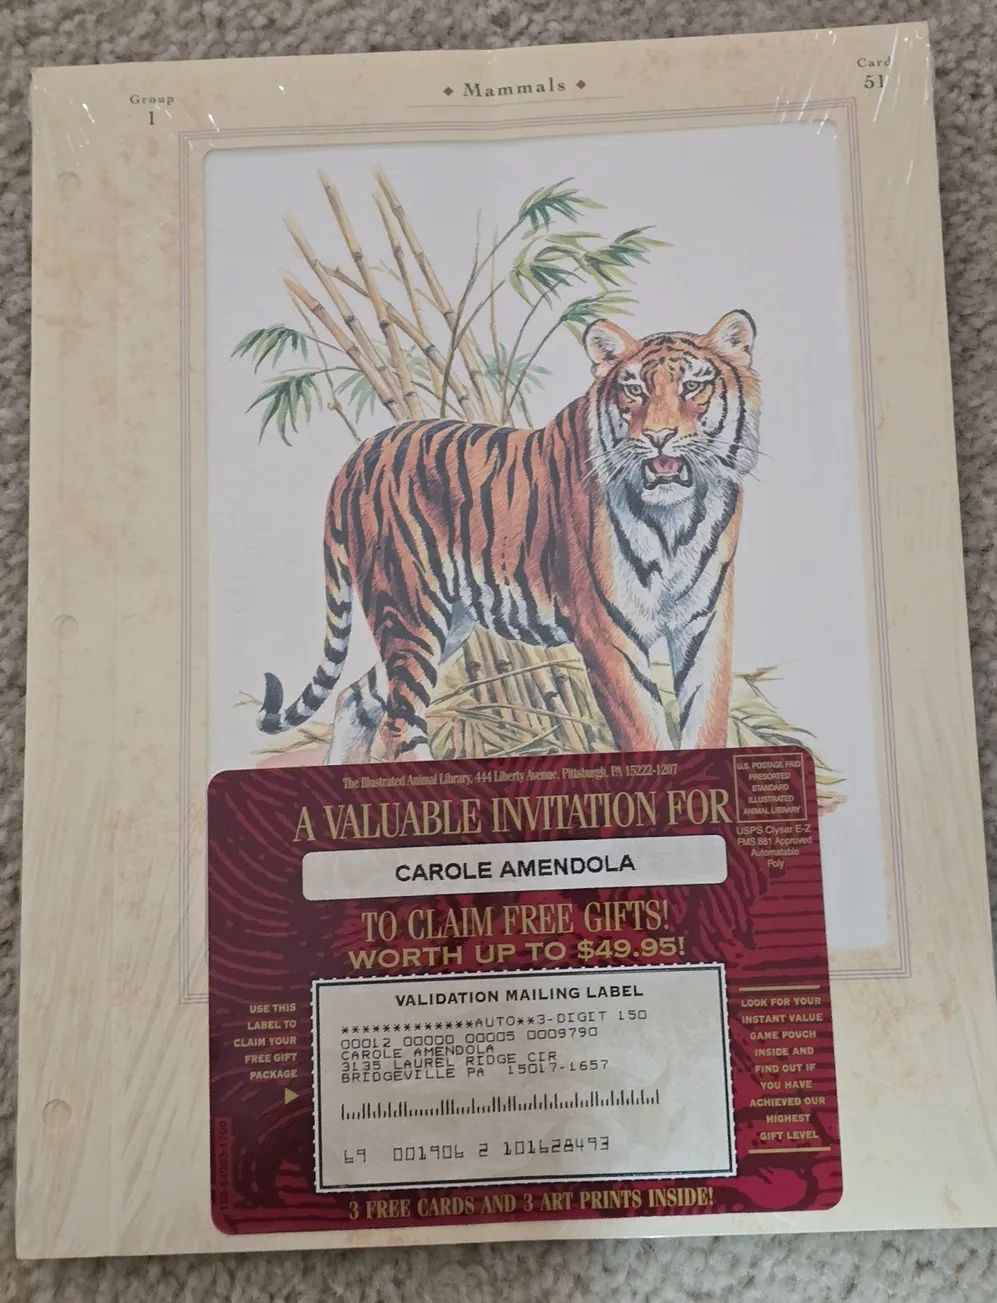 Group
1
Mammals
Card
51
The Illustrated Animal Library, 444 Liberty Avenue, Pittsburgh, PA 15222-1207
A VALUABLE INVITATION FOR
CAROLE AMENDOLA
TO CLAIM FREE GIFTS!
WORTH UP TO $49.95!
U.S. POSTAGE PAID
PRESORTED
STANDARD
ILLUSTRATED
ANIMAL LIBRARY
USPS Clysar E-Z
FMS 881 Approved
Automatable
Poly
USE THIS
LABEL TO
CLAIM YOUR
FREE GIFT
PACKAGE
VALIDATION MAILING LABEL
************AUTO**3-DIGIT 150
00012 00000 00005 0009790
CAROLE AMENDOLA
3135 LAUREL RIDGE CIR
BRIDGEVILLE PA 15017-1657
69 001906 2 101628493
LOOK FOR YOUR
INSTANT VALUE
GAME POUCH
INSIDE AND
FIND OUT IF
YOU HAVE
ACHIEVED OUR
HIGHEST
GIFT LEVEL
3 FREE CARDS AND 3 ART PRINTS INSIDE!